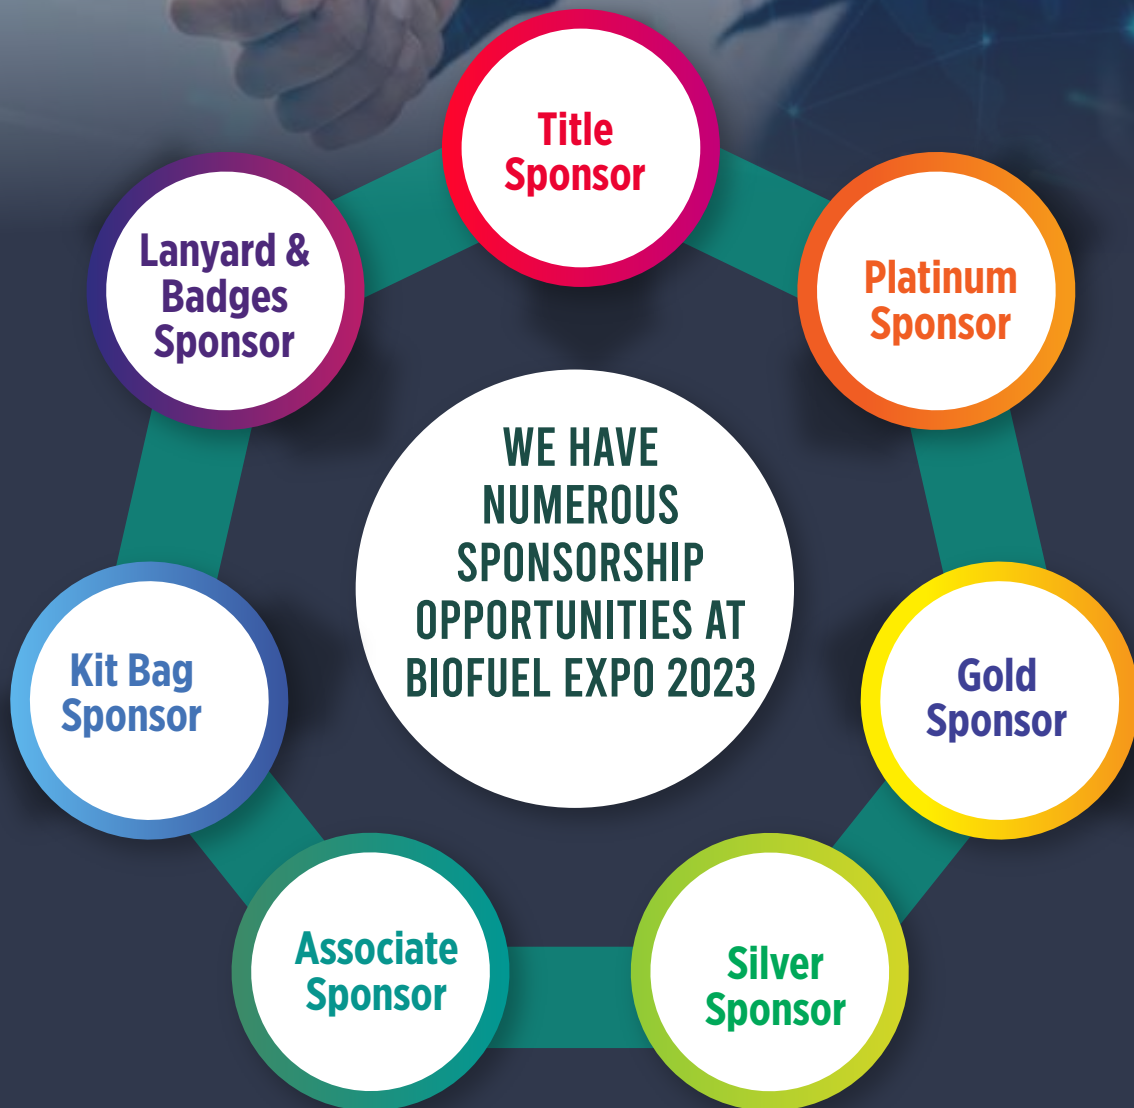 Title
Sponsor
Platinum
Sponsor
Gold
Sponsor
Silver
Sponsor
Associate
Sponsor
Kit Bag
Sponsor
Lanyard &
Badges
Sponsor
WE HAVE
NUMEROUS
SPONSORSHIP
OPPORTUNITIES AT
BIOFUEL EXPO 2023